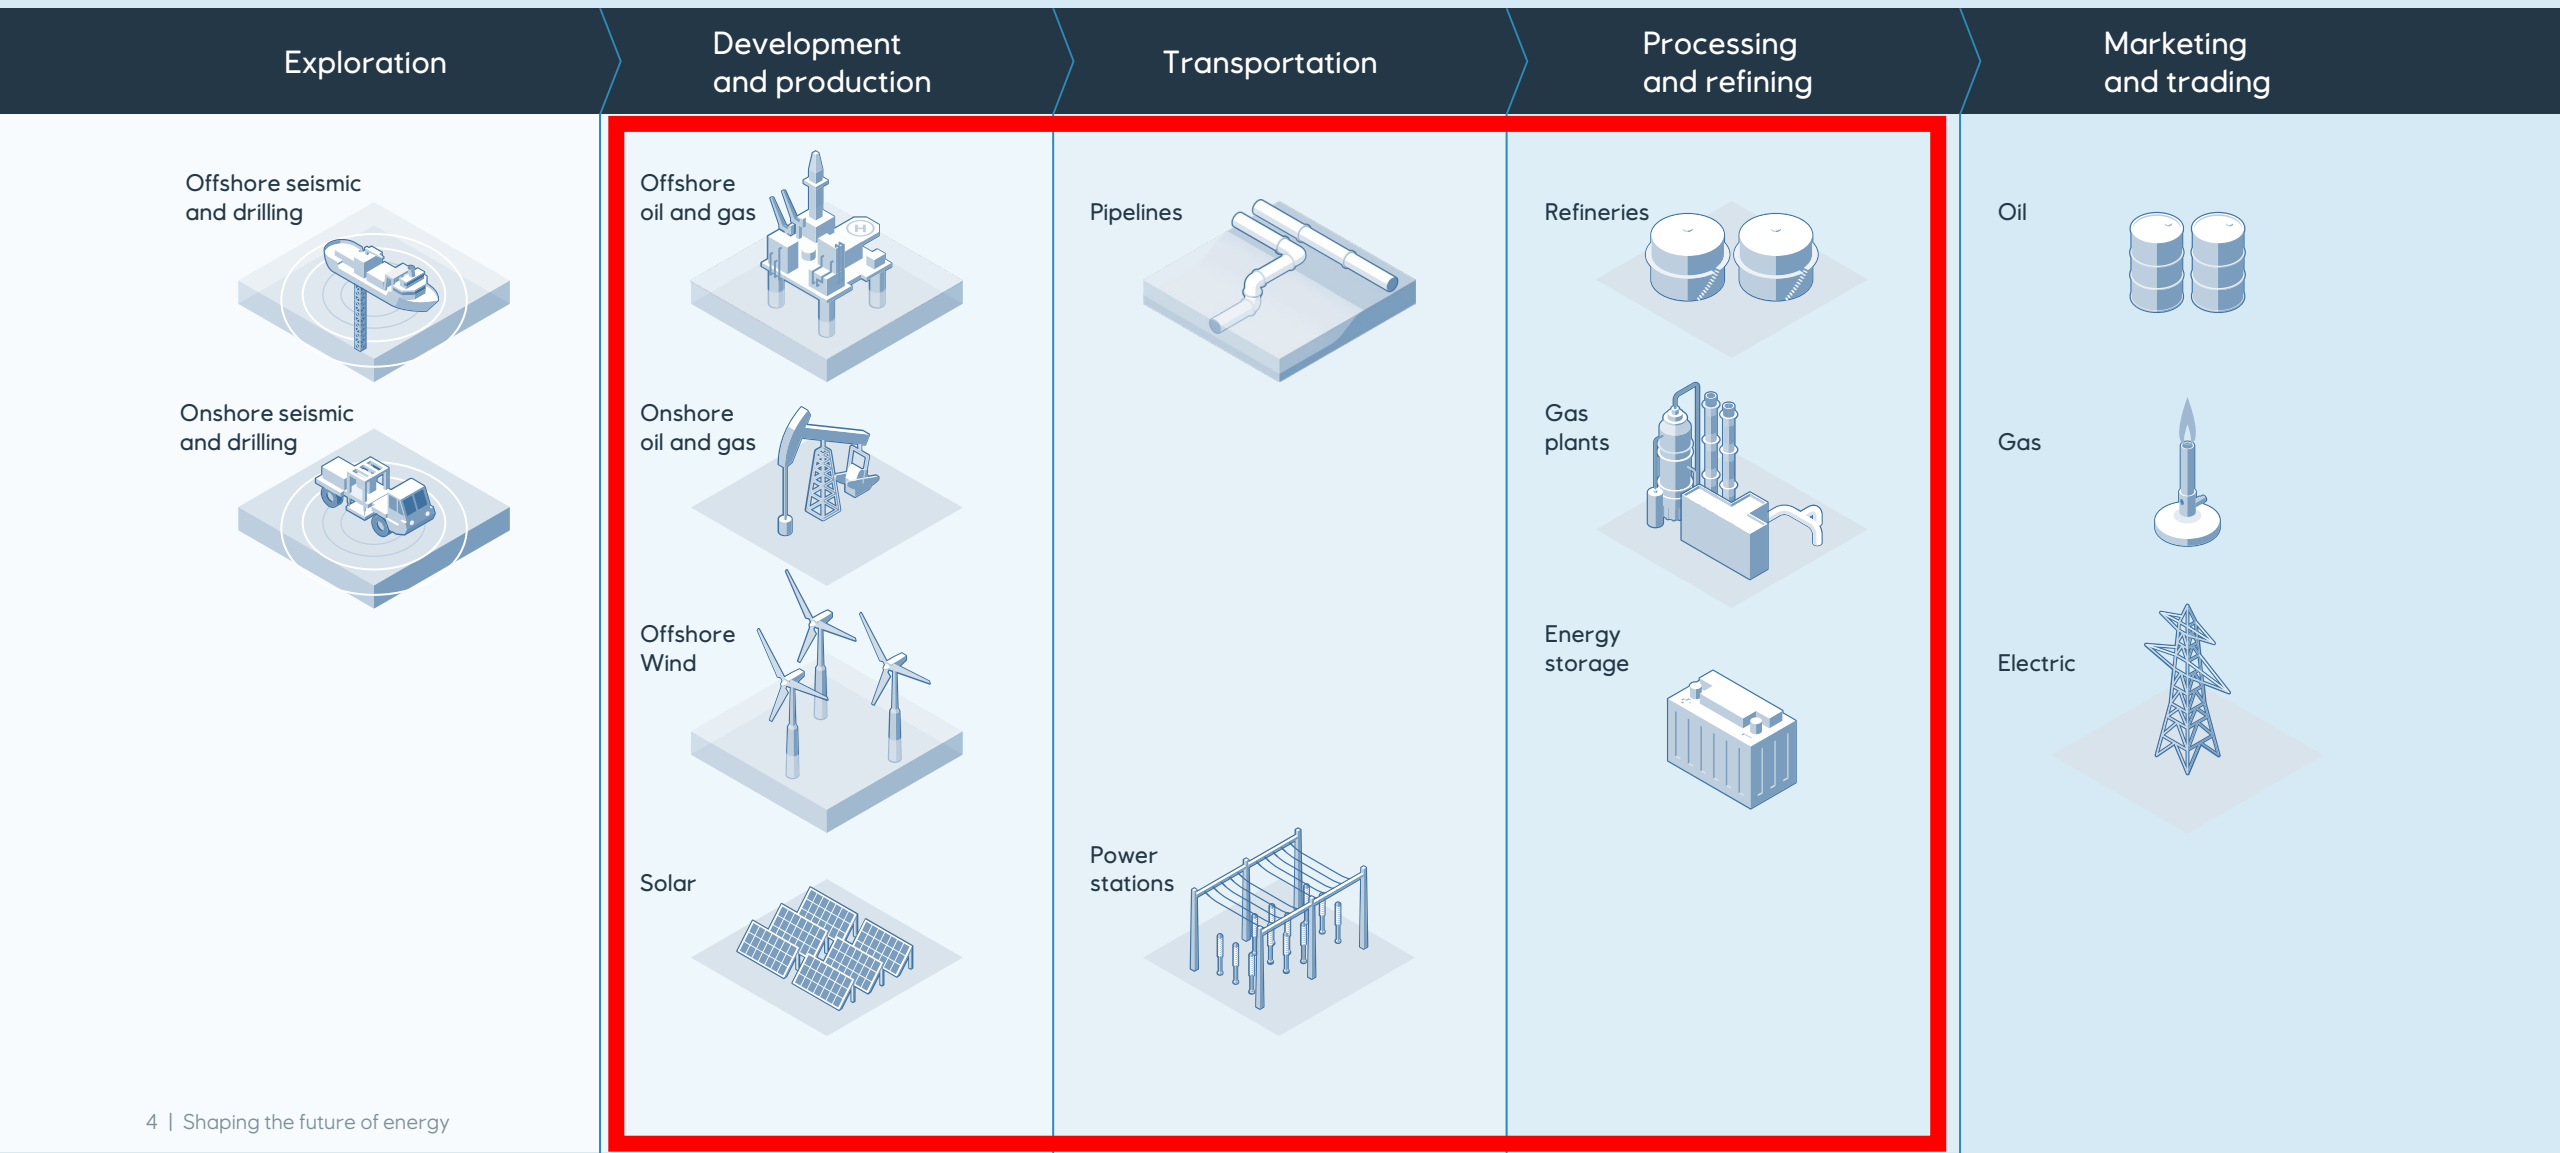 Exploration
Development
and production
Transportation
Processing
and refining
Marketing
and trading
Offshore seismic
and drilling
Onshore seismic
and drilling
Offshore
oil and gas
Onshore
oil and gas
Offshore
Wind
Solar
Pipelines
Power
stations
Refineries
Gas
plants
Energy
storage
Oil
Gas
Electric
H
4 | Shaping the future of energy